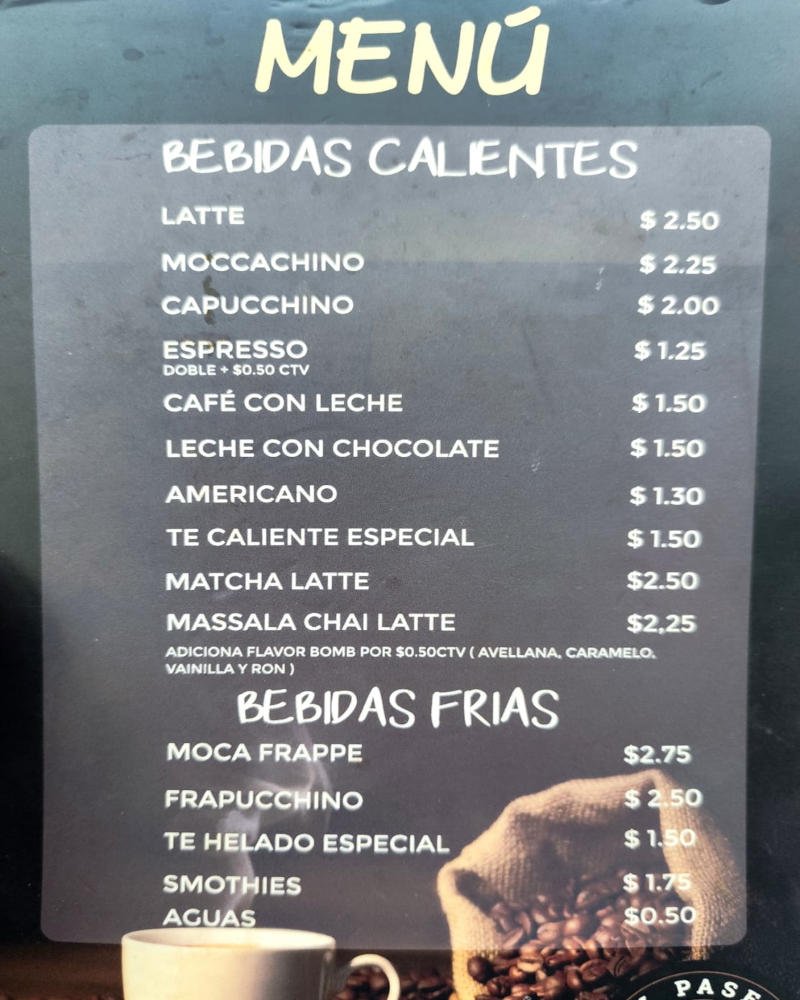 MENÚ
BEBIDAS CALIENTES
LATTE $ 2.50
MOCCACHINO $ 2.25
CAPUCCHINO $ 2.00
ESPRESSO $ 1.25
DOBLE + $0.50 CTV
CAFÉ CON LECHE $ 1.50
LECHE CON CHOCOLATE $ 1.50
AMERICANO $ 1.30
TE CALIENTE ESPECIAL $ 1.50
MATCHA LATTE $2.50
MASSALA CHAI LATTE $2,25
ADICIONA FLAVOR BOMB POR $0.50CTV ( AVELLANA, CARAMELO,
VAINILLA Y RON )
BEBIDAS FRIAS
MOCA FRAPPE $2.75
FRAPUCCHINO $ 2.50
TE HELADO ESPECIAL $ 1.50
SMOTHIES $ 1.75
AGUAS $0.50